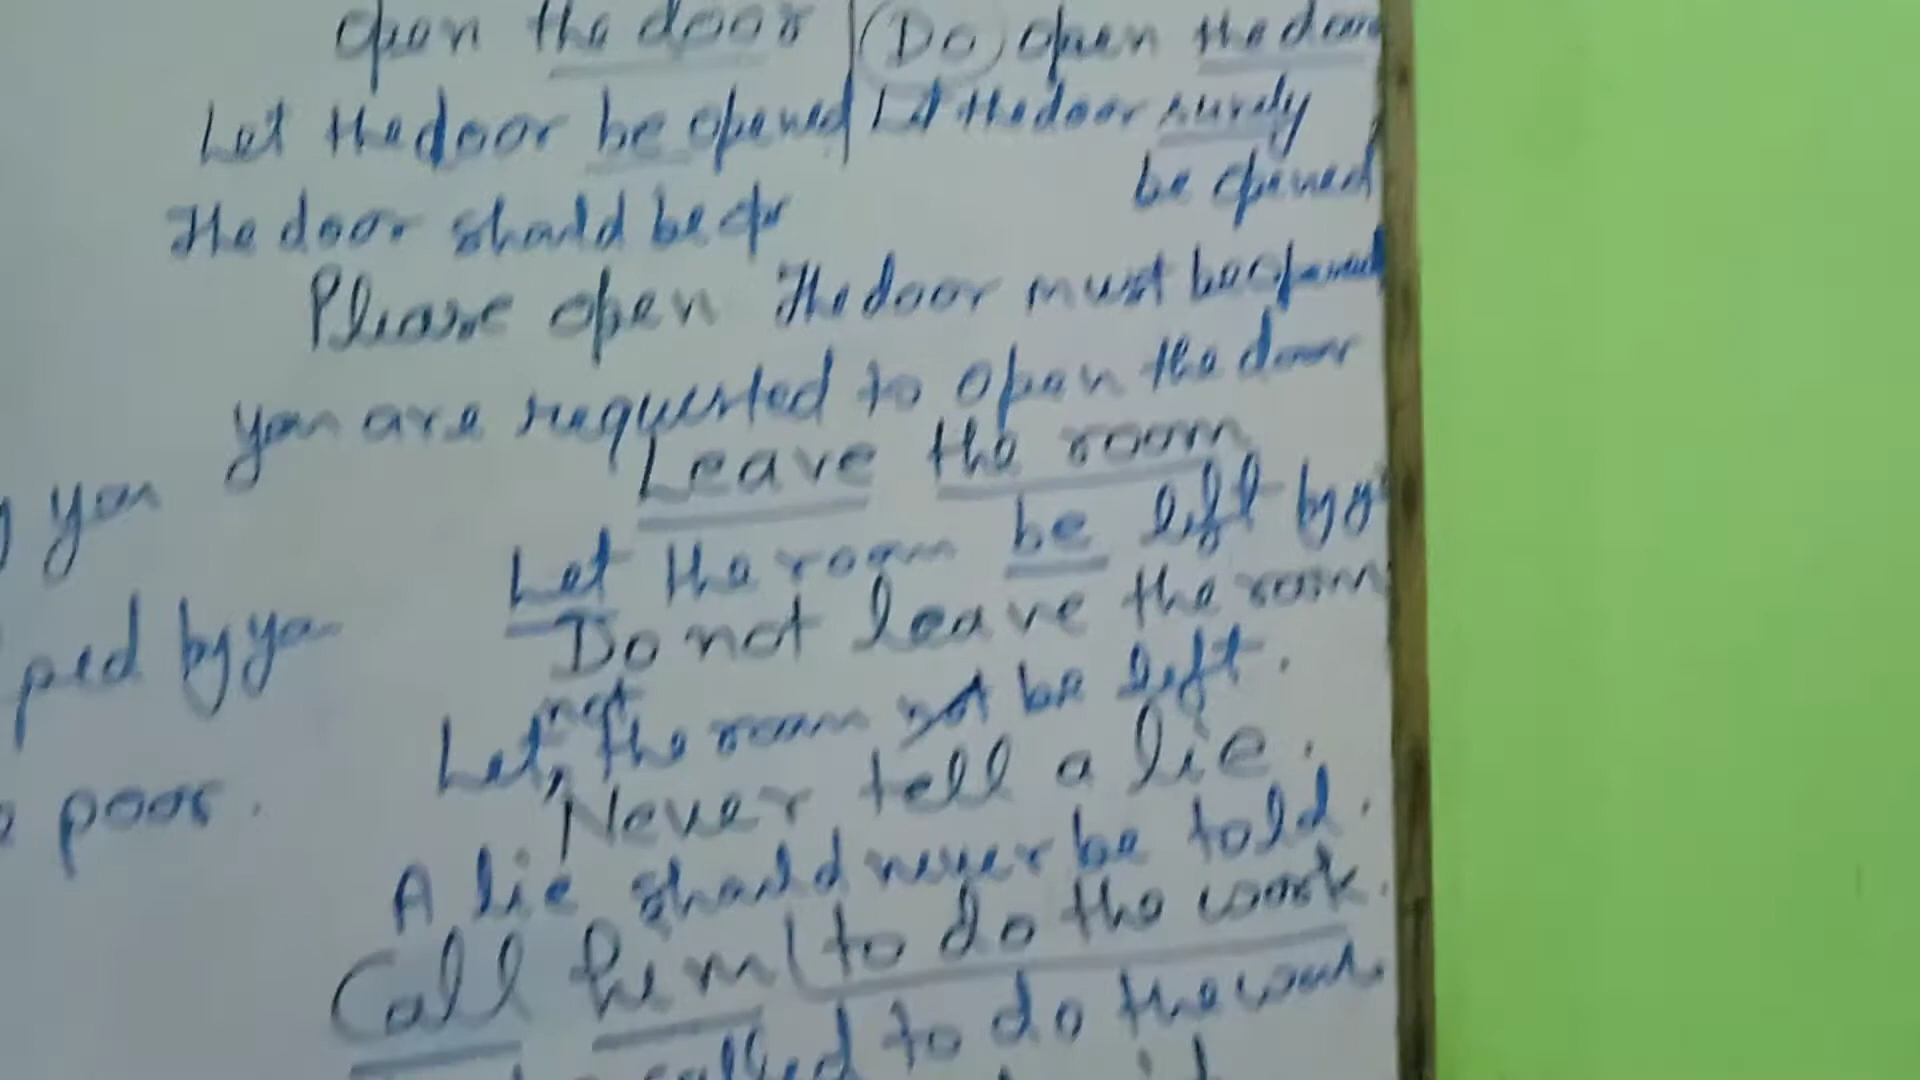 open the door | Do open the door
Let the door be opened | Let the door surely
be opened
The door should be op
Please open The door must be opened
you are requested to open the door
Leave the room
you
Let the room be left by y
Do not leave the room
ped by yo
not
Let, the room not be left.
Never tell a lie.
poor.
A lie should never be told.
Call him to do the work.
called to do the work